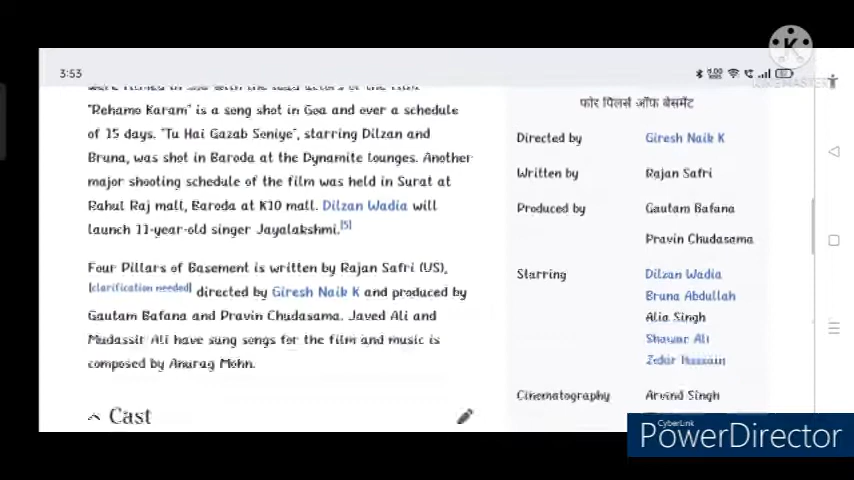 3:53
"Rehamo Karam" is a song shot in Goa and over a schedule
of 15 days. "Tu Hai Gazab Soniye", starring Dilzan and
Bruna, was shot in Baroda at the Dynamite lounges. Another
major shooting schedule of the film was held in Surat at
Rahul Raj mall, Baroda at K10 mall. Dilzan Wadia will
launch 11-year-old singer Jayalakshmi.[5]
Four Pillars of Basement is written by Rajan Safri (US),
[clarification needed] directed by Giresh Naik K and produced by
Gautam Bafana and Pravin Chudasama. Javed Ali and
Mudassir Ali have sung songs for the film and music is
composed by Anurag Mohn.
Cast
फोर पिलर्स ऑफ बेसमेंट
Directed by Giresh Naik K
Written by Rajan Safri
Produced by Gautam Bafana
Pravin Chudasama
Starring Dilzan Wadia
Bruna Abdullah
Alia Singh
Shawar Ali
Zakir Hussain
Cinematography Arvind Singh
K
KINEMASTER
CyberLink
PowerDirector